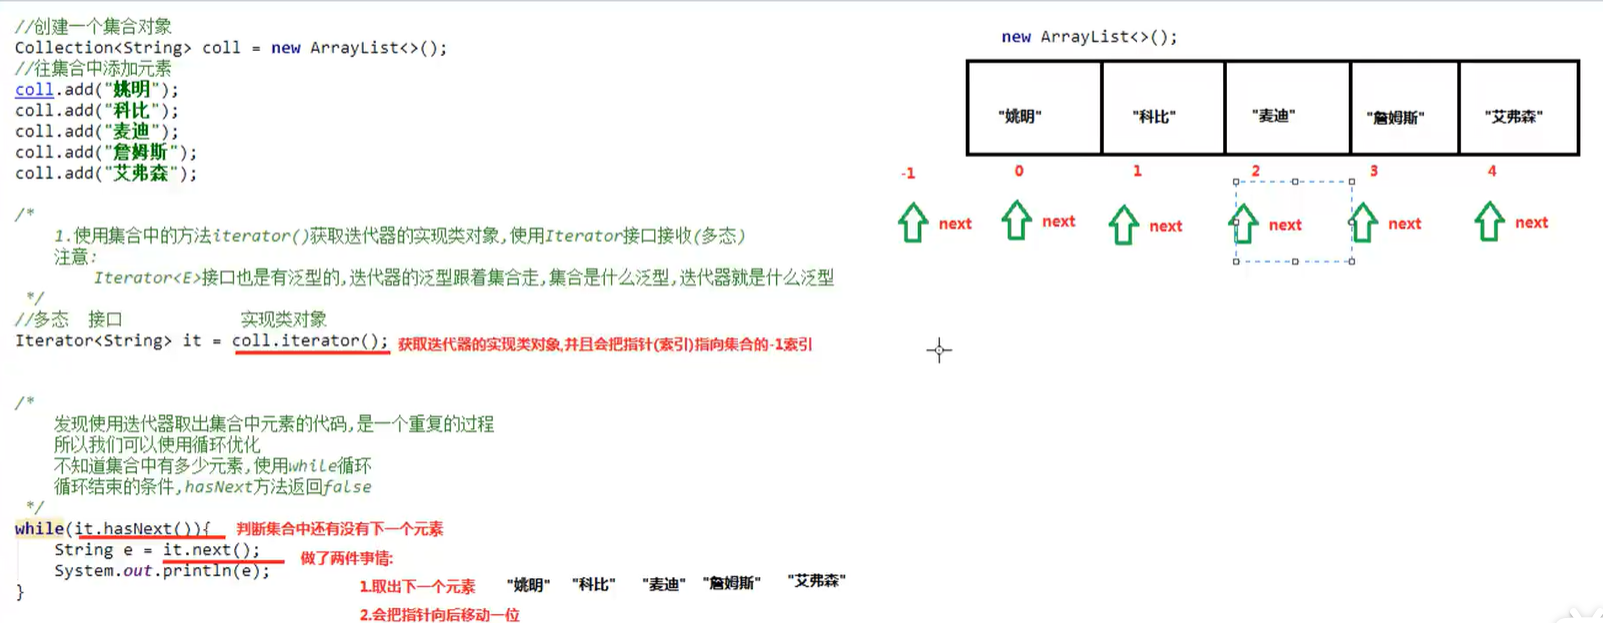 //创建一个集合对象
Collection<String> coll = new ArrayList<>();
//往集合中添加元素
coll.add("姚明");
coll.add("科比");
coll.add("麦迪");
coll.add("詹姆斯");
coll.add("艾弗森");
/*
1.使用集合中的方法iterator()获取迭代器的实现类对象,使用Iterator接口接收(多态)
注意:
Iterator<E>接口也是有泛型的,迭代器的泛型跟着集合走,集合是什么泛型,迭代器就是什么泛型
*/
//多态 接口 实现类对象
Iterator<String> it = coll.iterator(); 获取迭代器的实现类对象,并且会把指针(索引)指向集合的-1索引
/*
发现使用迭代器取出集合中元素的代码,是一个重复的过程
所以我们可以使用循环优化
不知道集合中有多少元素,使用while循环
循环结束的条件,hasNext方法返回false
*/
while(it.hasNext()){ 判断集合中还有没有下一个元素
String e = it.next(); 做了两件事情:
System.out.println(e);
1.取出下一个元素 "姚明" "科比" "麦迪" "詹姆斯" "艾弗森"
}
2.会把指针向后移动一位
new ArrayList<>();
"姚明" "科比" "麦迪" "詹姆斯" "艾弗森"
-1 0 1 2 3 4
next next next next next next